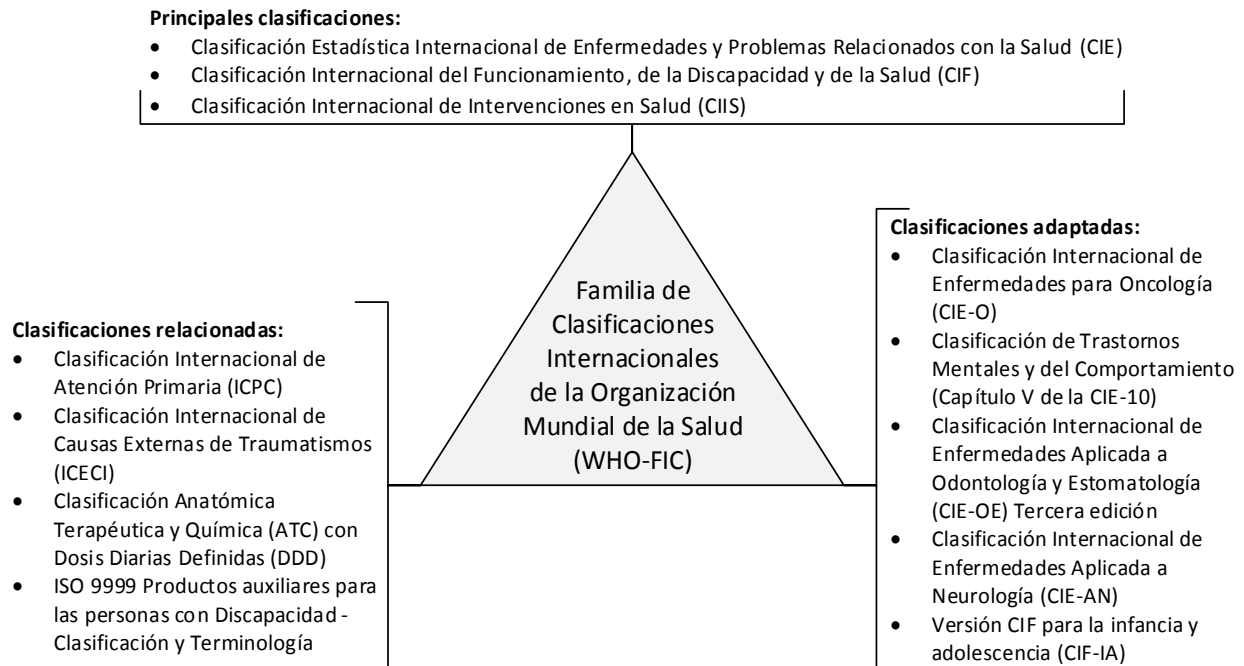 Principales clasificaciones:
• Clasificación Estadística Internacional de Enfermedades y Problemas Relacionados con la Salud (CIE)
• Clasificación Internacional del Funcionamiento, de la Discapacidad y de la Salud (CIF)
• Clasificación Internacional de Intervenciones en Salud (CIIS)
Familia de
Clasificaciones
Internacionales
de la Organización
Mundial de la Salud
(WHO-FIC)
Clasificaciones relacionadas:
• Clasificación Internacional de
Atención Primaria (ICPC)
• Clasificación Internacional de
Causas Externas de Traumatismos
(ICECI)
• Clasificación Anatómica
Terapéutica y Química (ATC) con
Dosis Diarias Definidas (DDD)
• ISO 9999 Productos auxiliares para
las personas con Discapacidad -
Clasificación y Terminología
Clasificaciones adaptadas:
• Clasificación Internacional de
Enfermedades para Oncología
(CIE-O)
• Clasificación de Trastornos
Mentales y del Comportamiento
(Capítulo V de la CIE-10)
• Clasificación Internacional de
Enfermedades Aplicada a
Odontología y Estomatología
(CIE-OE) Tercera edición
• Clasificación Internacional de
Enfermedades Aplicada a
Neurología (CIE-AN)
• Versión CIF para la infancia y
adolescencia (CIF-IA)